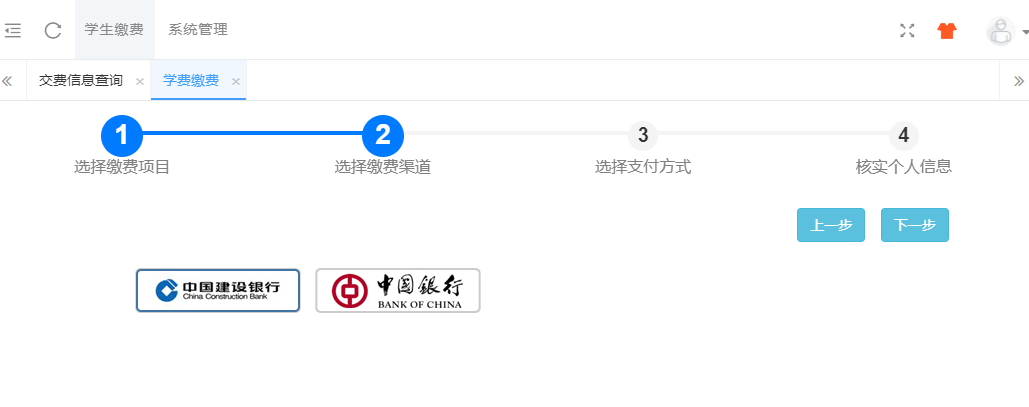 学生缴费 系统管理
交费信息查询 × 学费缴费 ×
1 2 3 4
选择缴费项目 选择缴费渠道 选择支付方式 核实个人信息
上一步 下一步
中国建设银行 中國銀行
China Construction Bank BANK OF CHINA